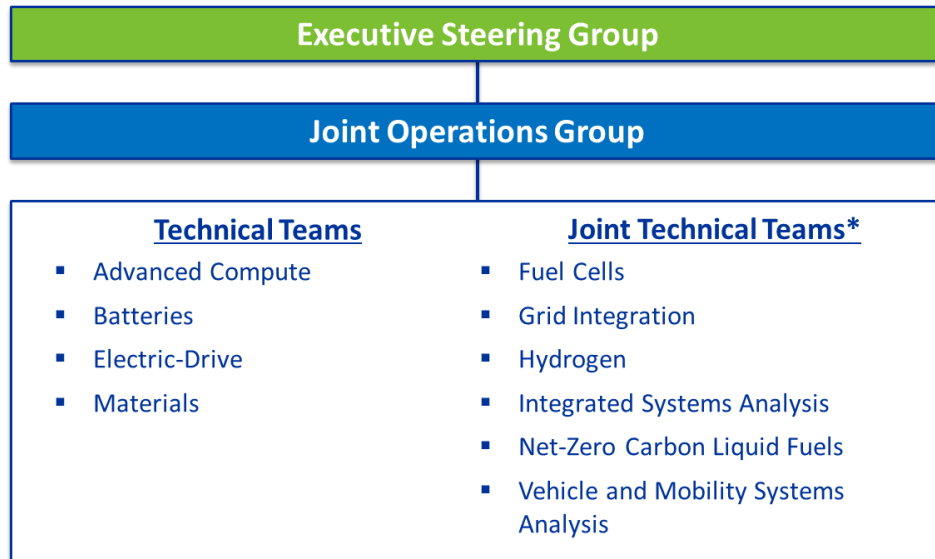 Executive Steering Group
Joint Operations Group
Technical Teams
▪ Advanced Compute
▪ Batteries
▪ Electric-Drive
▪ Materials
Joint Technical Teams*
▪ Fuel Cells
▪ Grid Integration
▪ Hydrogen
▪ Integrated Systems Analysis
▪ Net-Zero Carbon Liquid Fuels
▪ Vehicle and Mobility Systems
Analysis